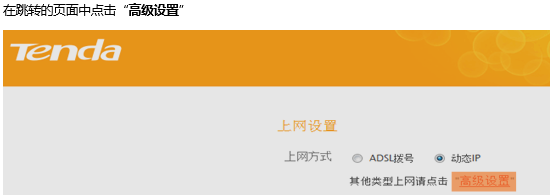 在跳转的页面中点击“高级设置”
Tenda
上网设置
上网方式 ADSL拨号 动态IP
其他类型上网请点击 "高级设置"